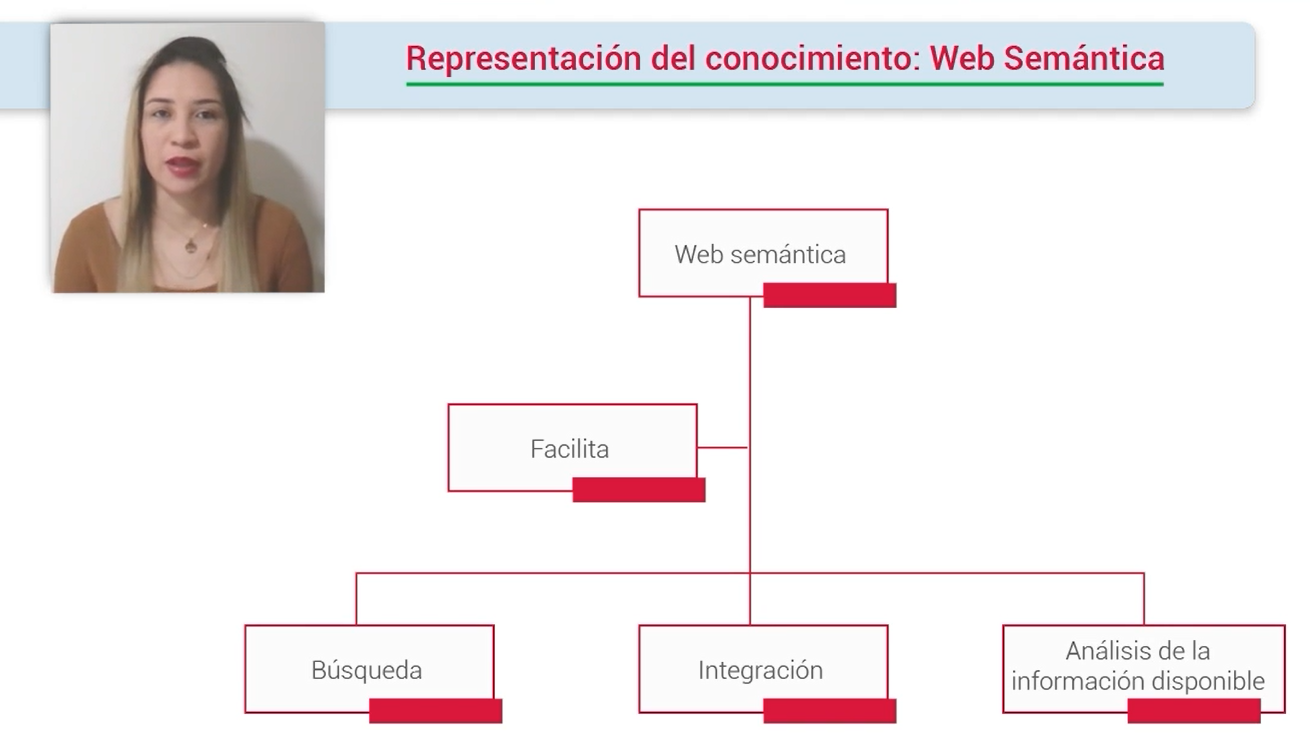 Representación del conocimiento: Web Semántica
Web semántica
Facilita
Búsqueda
Integración
Análisis de la
información disponible